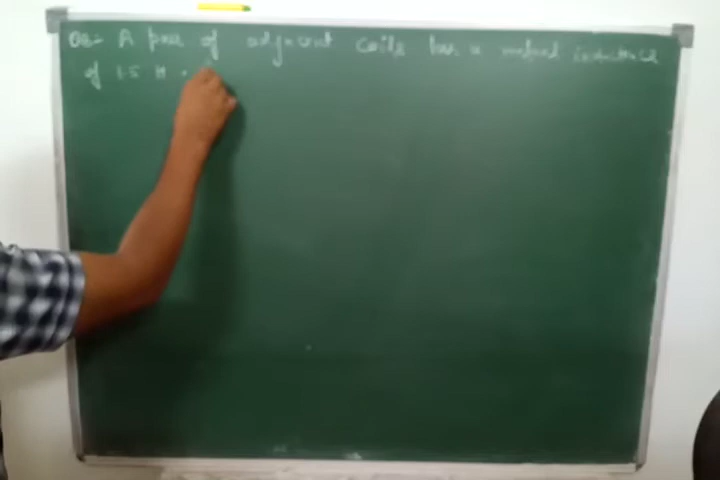 Q8:- A pair of adjacent coils has a mutual inductance
of 1.5 H.